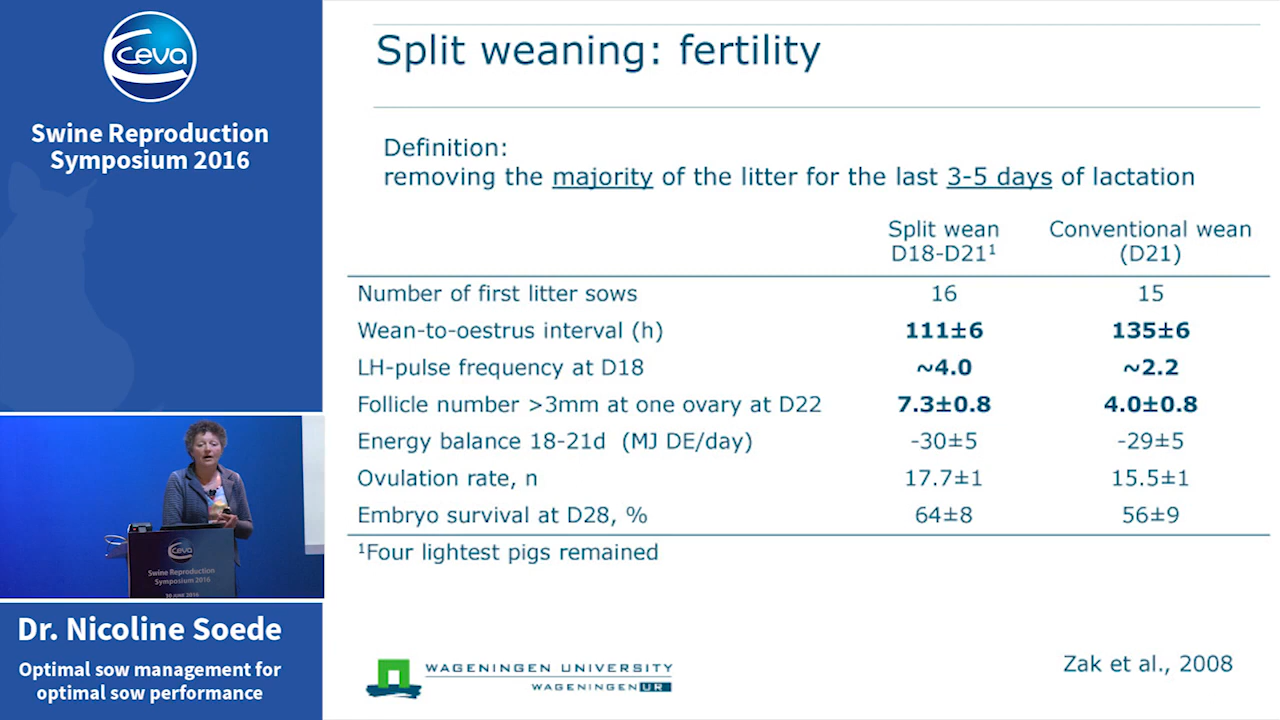 ceva
Swine Reproduction
Symposium 2016
Split weaning: fertility
Definition:
removing the majority of the litter for the last 3-5 days of lactation
Split wean Conventional wean
D18-D21¹ (D21)
Number of first litter sows 16 15
Wean-to-oestrus interval (h) 111±6 135±6
LH-pulse frequency at D18 ~4.0 ~2.2
Follicle number >3mm at one ovary at D22 7.3±0.8 4.0±0.8
Energy balance 18-21d (MJ DE/day) -30±5 -29±5
Ovulation rate, n 17.7±1 15.5±1
Embryo survival at D28, % 64±8 56±9
¹Four lightest pigs remained
ceva
Swine Reproduction
Symposium 2016
30 JUNE 2016
Dr. Nicoline Soede
Optimal sow management for
optimal sow performance
WAGENINGEN UNIVERSITY
WAGENINGEN UR
Zak et al., 2008